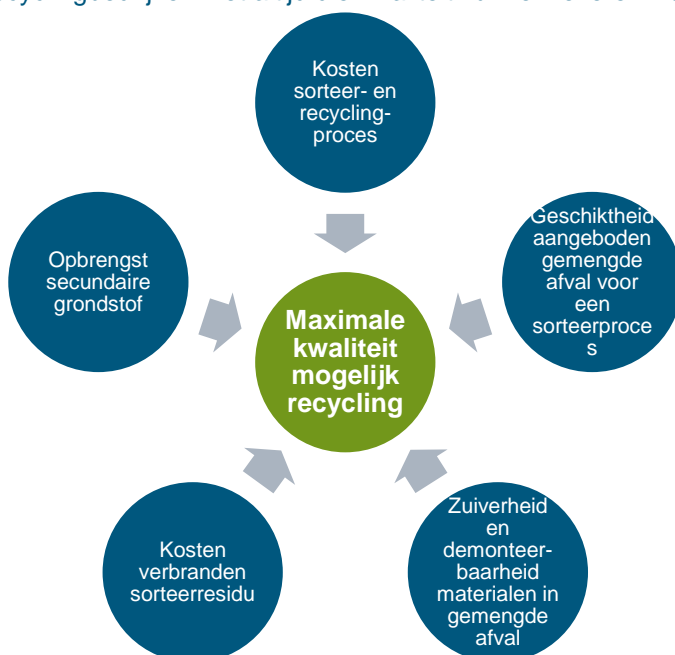 Kosten
sorteer- en
recycling-
proces
Geschiktheid
aangeboden
gemengde
afval voor
een
sorteerproce
s
Opbrengst
secundaire
grondstof
Maximale
kwaliteit
mogelijk
recycling
Zuiverheid
en
demonteer-
baarheid
materialen in
gemengde
afval
Kosten
verbranden
sorteerresidu